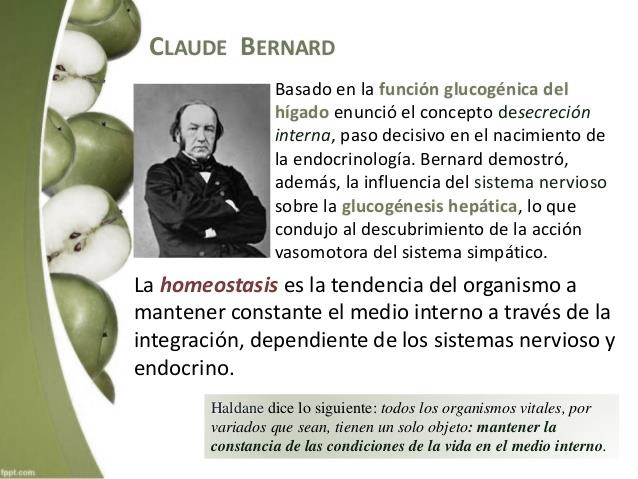 CLAUDE BERNARD
Basado en la función glucogénica del
hígado enunció el concepto desecreción
interna, paso decisivo en el nacimiento de
la endocrinología. Bernard demostró,
además, la influencia del sistema nervioso
sobre la glucogénesis hepática, lo que
condujo al descubrimiento de la acción
vasomotora del sistema simpático.
La homeostasis es la tendencia del organismo a
mantener constante el medio interno a través de la
integración, dependiente de los sistemas nervioso y
endocrino.
Haldane dice lo siguiente: todos los organismos vitales, por
variados que sean, tienen un solo objeto: mantener la
constancia de las condiciones de la vida en el medio interno.
fppt.com